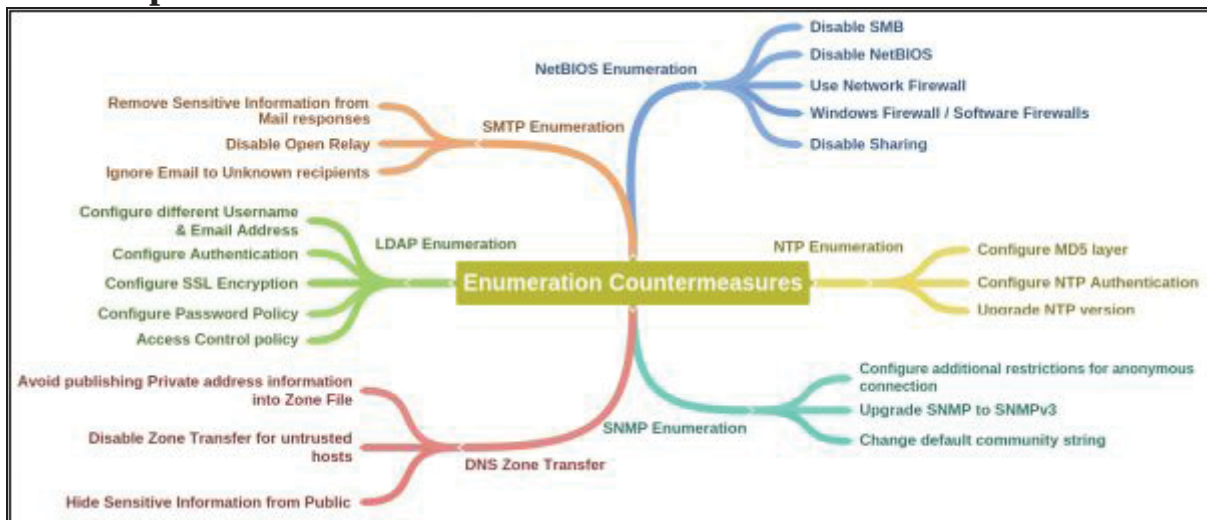 Disable SMB
Disable NetBIOS
NetBIOS Enumeration
Use Network Firewall
Windows Firewall / Software Firewalls
Disable Sharing
Remove Sensitive Information from
Mail responses
SMTP Enumeration
Disable Open Relay
Ignore Email to Unknown recipients
Configure different Username
& Email Address
LDAP Enumeration
Configure Authentication
Configure SSL Encryption
Configure Password Policy
Access Control policy
Enumeration Countermeasures
NTP Enumeration
Configure MD5 layer
Configure NTP Authentication
Upgrade NTP version
Avoid publishing Private address information
into Zone File
Disable Zone Transfer for untrusted
hosts
DNS Zone Transfer
Hide Sensitive Information from Public
Configure additional restrictions for anonymous
connection
Upgrade SNMP to SNMPv3
SNMP Enumeration
Change default community string